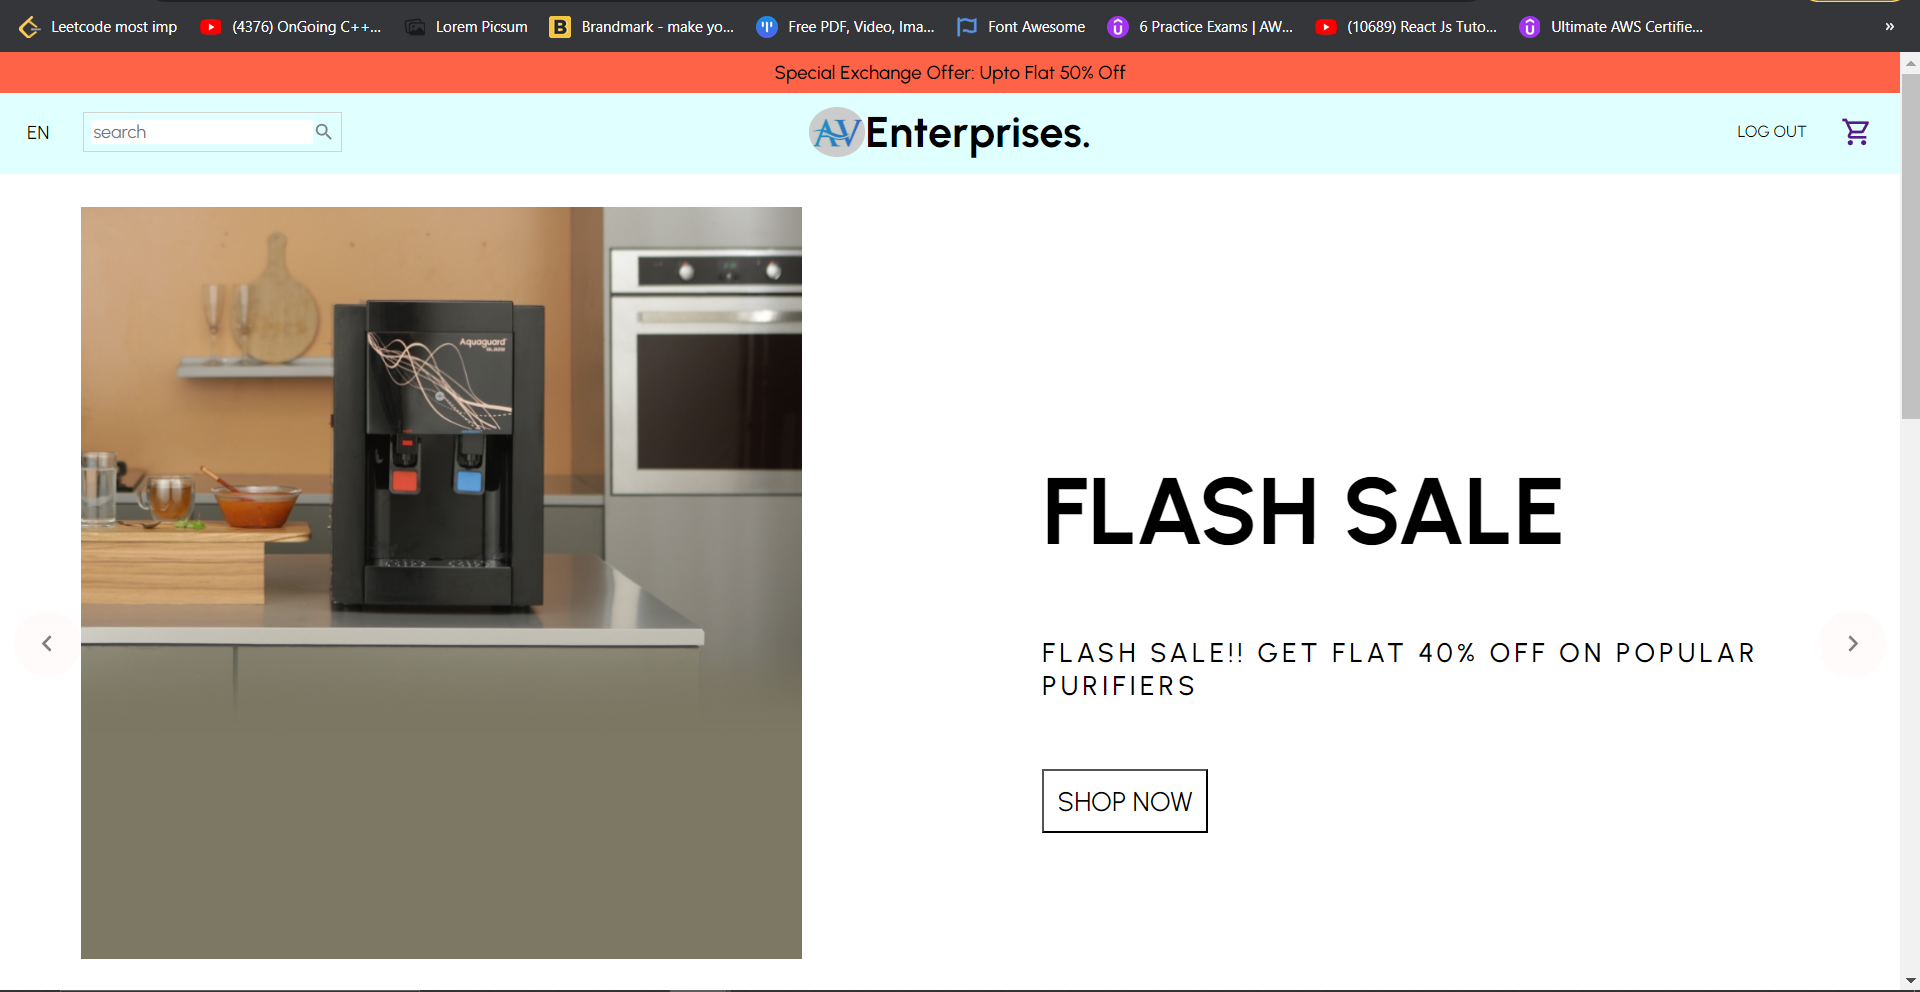 Leetcode most imp
(4376) OnGoing C++...
Lorem Picsum
Brandmark - make yo...
Free PDF, Video, Ima...
Font Awesome
6 Practice Exams | AW...
(10689) React Js Tuto...
Ultimate AWS Certifie...
»
Special Exchange Offer: Upto Flat 50% Off
EN
search
AV
Enterprises.
LOG OUT
Aquaguard
FLASH SALE
FLASH SALE!! GET FLAT 40% OFF ON POPULAR
PURIFIERS
SHOP NOW